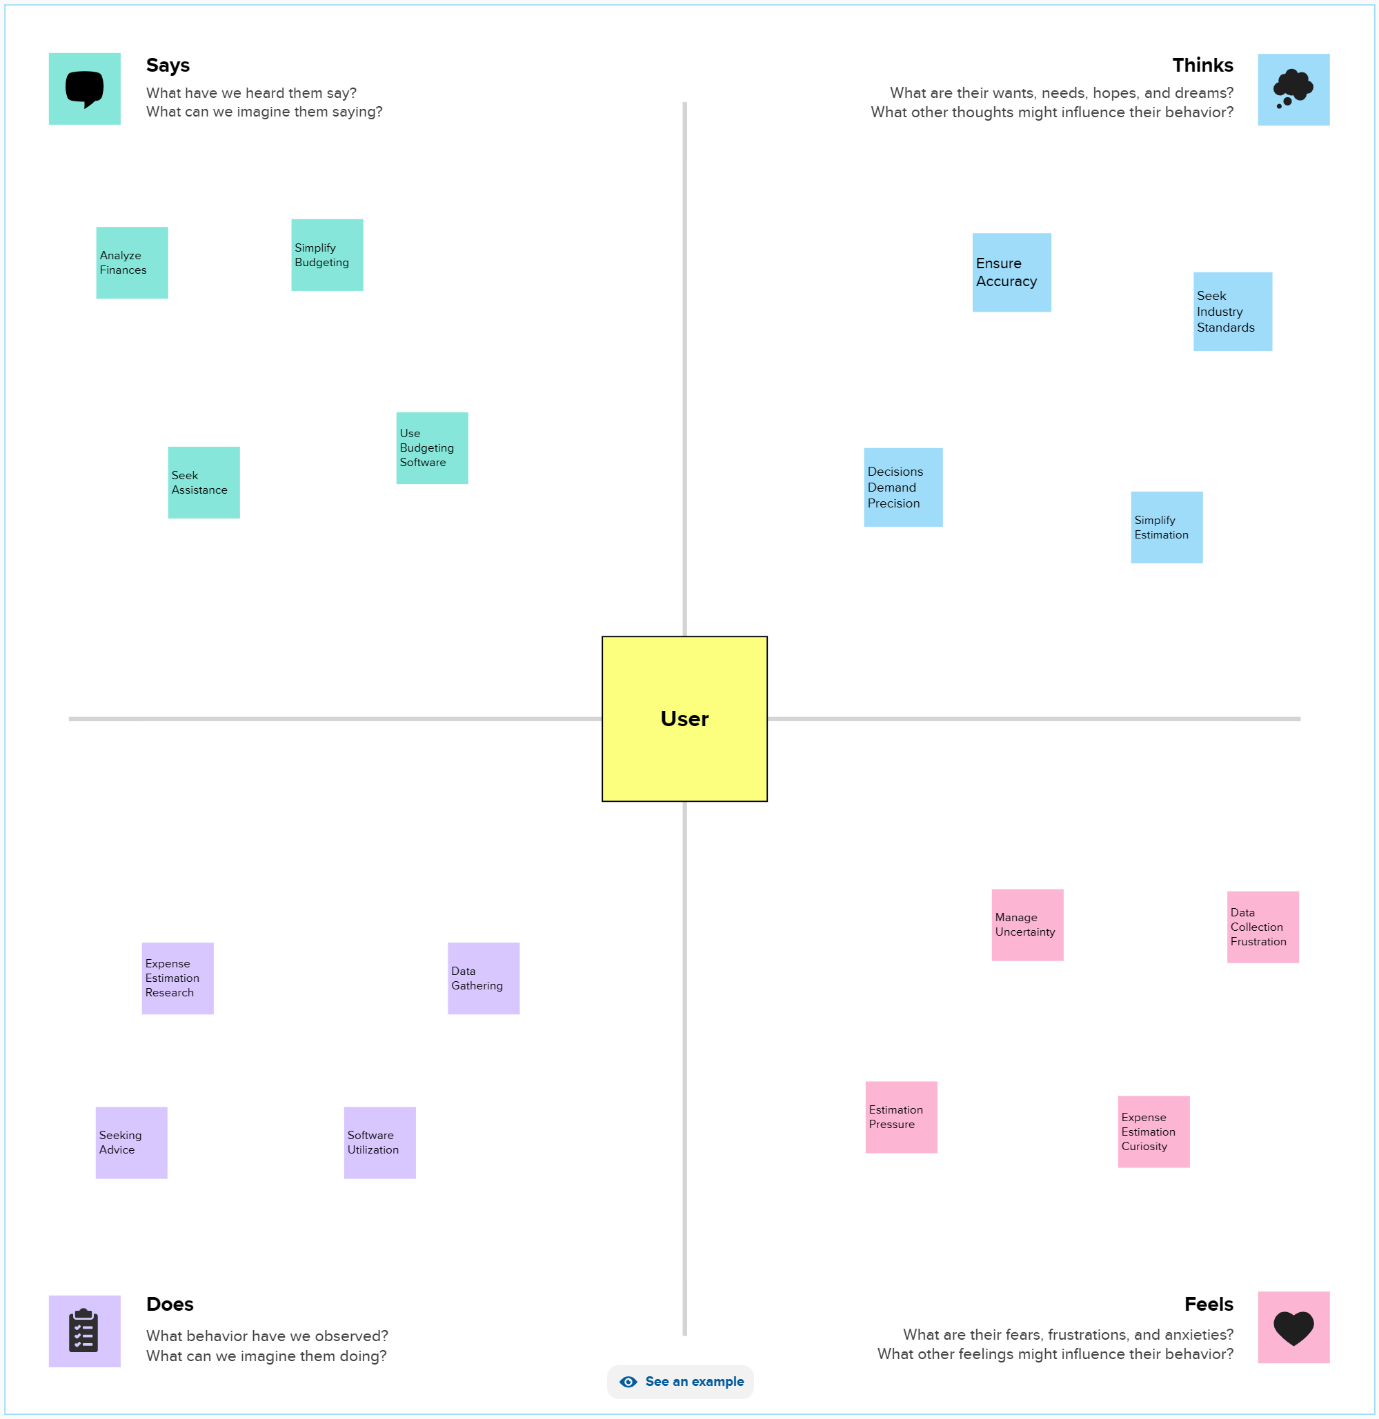 Says
What have we heard them say?
What can we imagine them saying?
Thinks
What are their wants, needs, hopes, and dreams?
What other thoughts might influence their behavior?
Analyze
Finances
Simplify
Budgeting
Seek
Assistance
Use
Budgeting
Software
Ensure
Accuracy
Seek
Industry
Standards
Decisions
Demand
Precision
Simplify
Estimation
User
Expense
Estimation
Research
Data
Gathering
Seeking
Advice
Software
Utilization
Manage
Uncertainty
Data
Collection
Frustration
Estimation
Pressure
Expense
Estimation
Curiosity
Does
What behavior have we observed?
What can we imagine them doing?
Feels
What are their fears, frustrations, and anxieties?
What other feelings might influence their behavior?
See an example